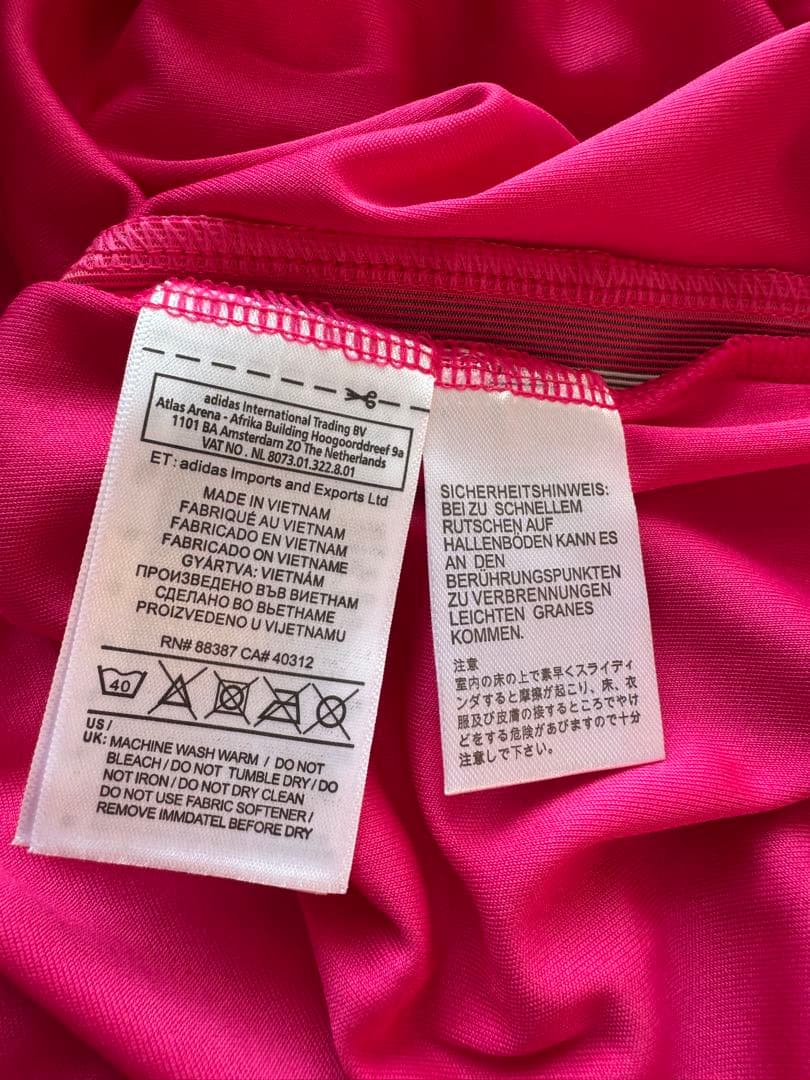 adidas International Trading BV
Atlas Arena - Afrika Building Hoogoorddreef 9a
1101 BA Amsterdam ZO The Netherlands
VAT NO. NL 8073.01.322.8.01
ET: adidas Imports and Exports Ltd
MADE IN VIETNAM
FABRIQUÉ AU VIETNAM
FABRICADO EN VIETNAM
FABRICADO ON VIETNAME
GYÁRTVA: VIETNÁM
ПРОИЗВЕДЕНО ВЪВ ВИЕТНАМ
СДЕЛАНО ВО ВЬЕТНАМЕ
PROIZVEDENO U VIJETNAMU
RN# 88387 CA# 40312
40
US /
UK: MACHINE WASH WARM / DO NOT
BLEACH / DO NOT TUMBLE DRY / DO
NOT IRON / DO NOT DRY CLEAN
DO NOT USE FABRIC SOFTENER /
REMOVE IMMDATEL BEFORE DRY
SICHERHEITSHINWEIS:
BEI ZU SCHNELLEM
RUTSCHEN AUF
HALLENBÖDEN KANN ES
AN DEN
BERÜHRUNGSPUNKTEN
ZU VERBRENNUNGEN
LEICHTEN GRANES
KOMMEN.
注意
室内の床の上で素早くスライディ
ングすると摩擦が起こり、床、衣
服及び皮膚の接するところでやけ
どをする危険がありますので十分
注意して下さい。